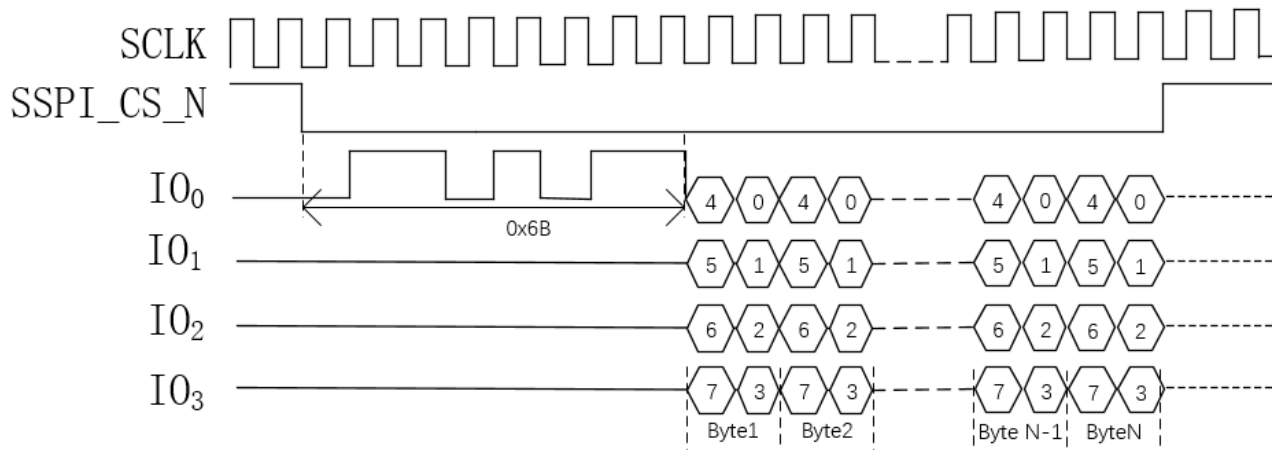 SCLK
SSPI_CS_N
IO₀ 4 0 4 0 4 0 4 0
0x6B
IO₁ 5 1 5 1 5 1 5 1
IO₂ 6 2 6 2 6 2 6 2
IO₃ 7 3 7 3 7 3 7 3
Byte1 Byte2 Byte N-1 ByteN